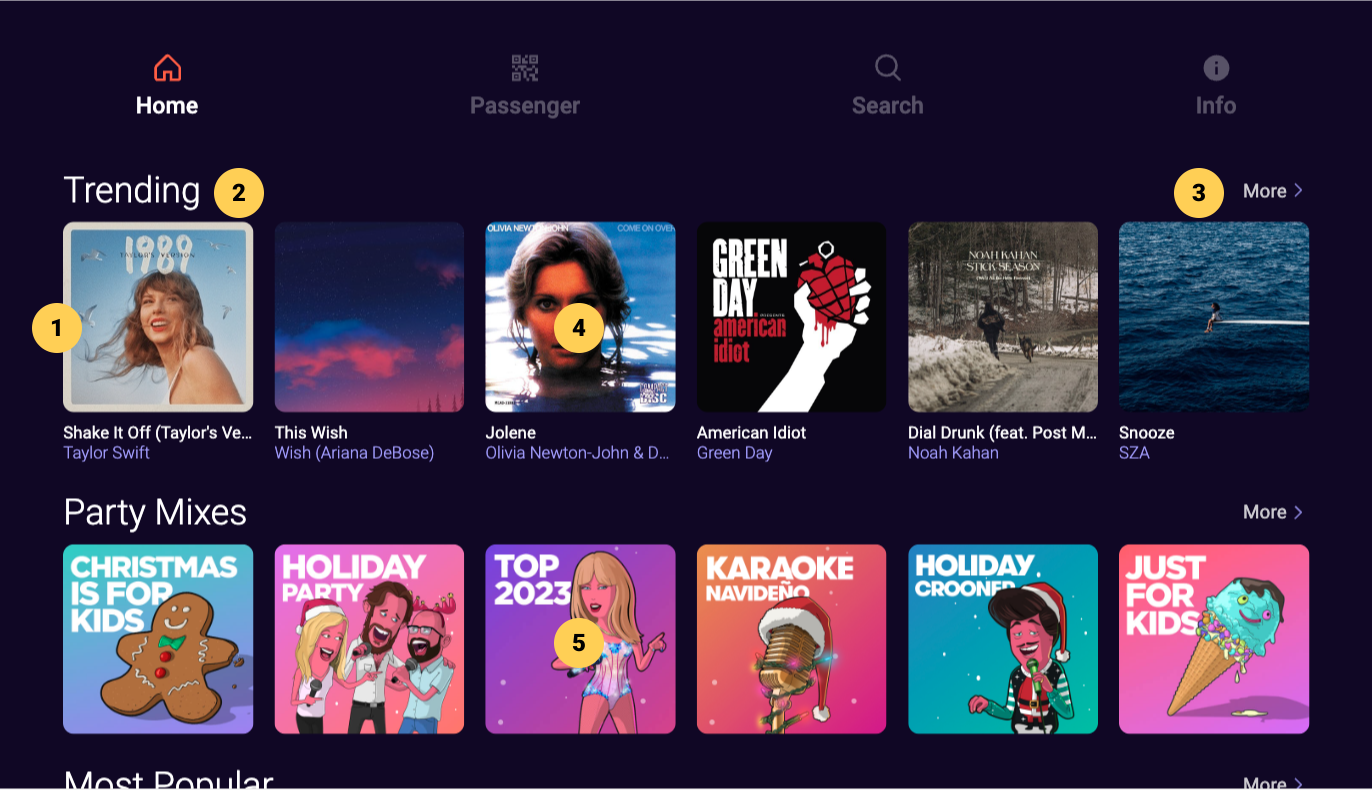 Home
Passenger
Search
Info
Trending
2
3
More
1989
TAYLOR'S VERSION
OLIVIA NEWTON-JOHN
COME ON OVER
GREEN
DAY
PRESENTS
american
idiot
NOAH KAHAN
STICK SEASON
1
4
COMPACT
DISC
Shake It Off (Taylor's Ve...
This Wish
Jolene
American Idiot
Dial Drunk (feat. Post M...
Snooze
Taylor Swift
Wish (Ariana DeBose)
Olivia Newton-John & D...
Green Day
Noah Kahan
SZA
Party Mixes
More
CHRISTMAS
IS FOR
KIDS
HOLIDAY
PARTY
TOP
2023
KARAOKE
NAVIDEÑO
HOLIDAY
CROONER
JUST
FOR
KIDS
5
Most Popular
More